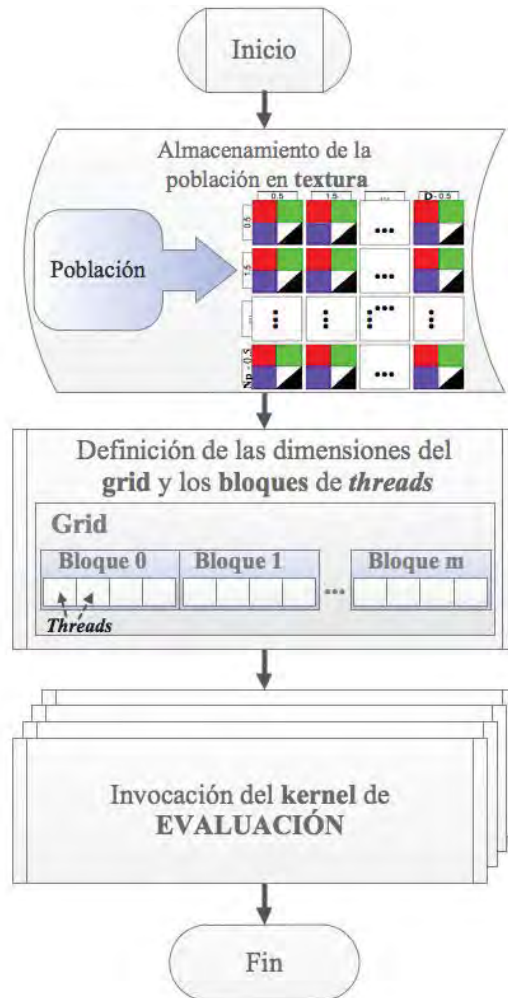 Inicio
Almacenamiento de la
población en textura
0.5 1.5 ... D - 0.5
Población
0.5
...
1.5
...
...
Np - 0.5
...
Definición de las dimensiones del
grid y los bloques de threads
Grid
Bloque 0 Bloque 1 Bloque m
...
Threads
Invocación del kernel de
EVALUACIÓN
Fin